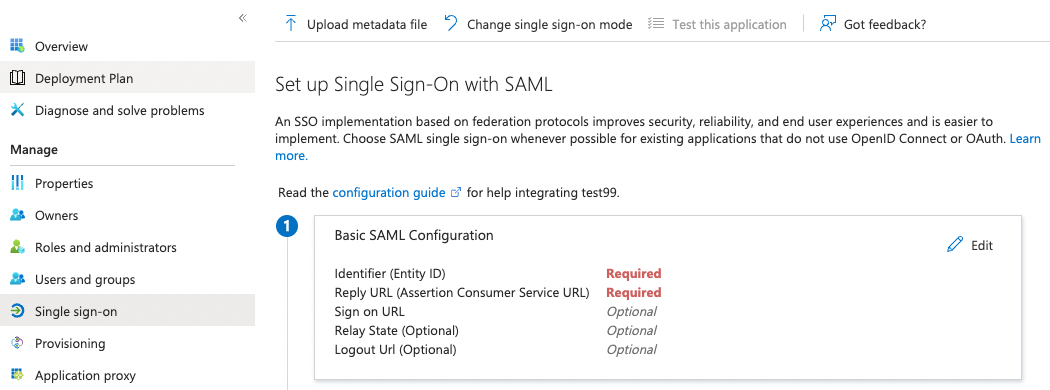 «
Overview
Deployment Plan
Diagnose and solve problems
Manage
Properties
Owners
Roles and administrators
Users and groups
Single sign-on
Provisioning
Application proxy
Upload metadata file Change single sign-on mode Test this application Got feedback?
Set up Single Sign-On with SAML
An SSO implementation based on federation protocols improves security, reliability, and end user experiences and is easier to
implement. Choose SAML single sign-on whenever possible for existing applications that do not use OpenID Connect or OAuth. Learn
more.
Read the configuration guide for help integrating test99.
1
Basic SAML Configuration
Edit
Identifier (Entity ID) Required
Reply URL (Assertion Consumer Service URL) Required
Sign on URL Optional
Relay State (Optional) Optional
Logout Url (Optional) Optional